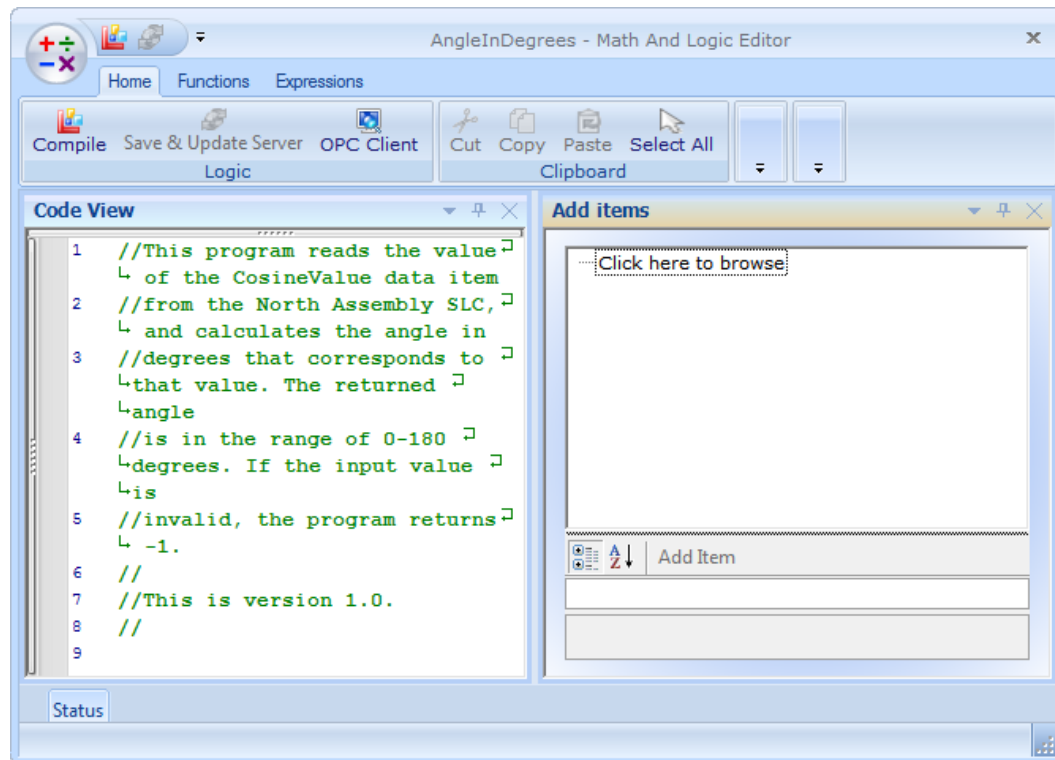 AngleInDegrees - Math And Logic Editor
Home Functions Expressions
Compile Save & Update Server OPC Client Cut Copy Paste Select All
Logic Clipboard
Code View
1 //This program reads the value
of the CosineValue data item
2 //from the North Assembly SLC,
and calculates the angle in
3 //degrees that corresponds to
that value. The returned
angle
4 //is in the range of 0-180
degrees. If the input value
is
5 //invalid, the program returns
-1.
6 //
7 //This is version 1.0.
8 //
9
Add items
Click here to browse
AZ Add Item
Status